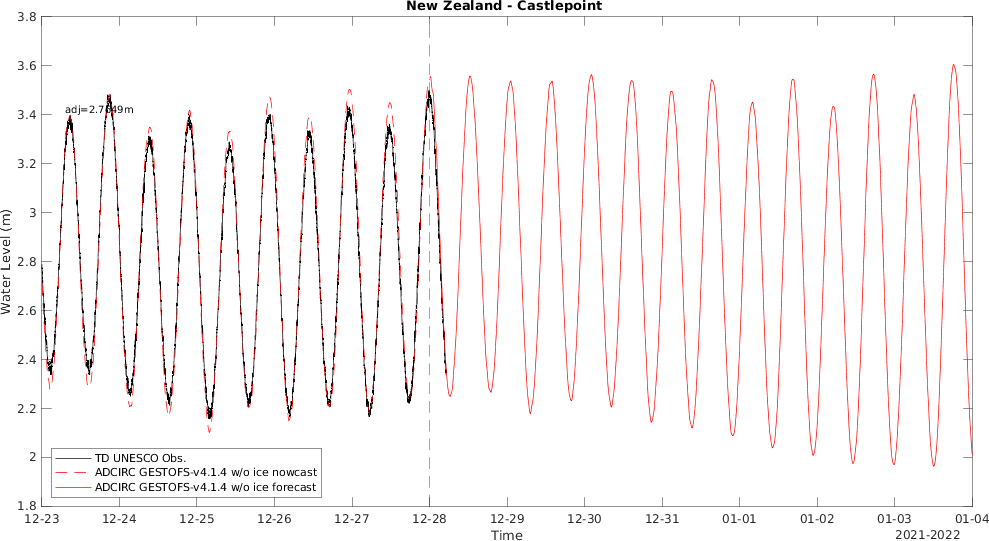 New Zealand - Castlepoint
3.8
3.6
3.4
3.2
3
2.8
2.6
2.4
2.2
2
1.8
Water Level (m)
TD UNESCO Obs.
ADCIRC GESTOFS-v4.1.4 w/o ice nowcast
ADCIRC GESTOFS-v4.1.4 w/o ice forecast
12-23 12-24 12-25 12-26 12-27 12-28 12-29 12-30 12-31 01-01 01-02 01-03 01-04
Time
2021-2022